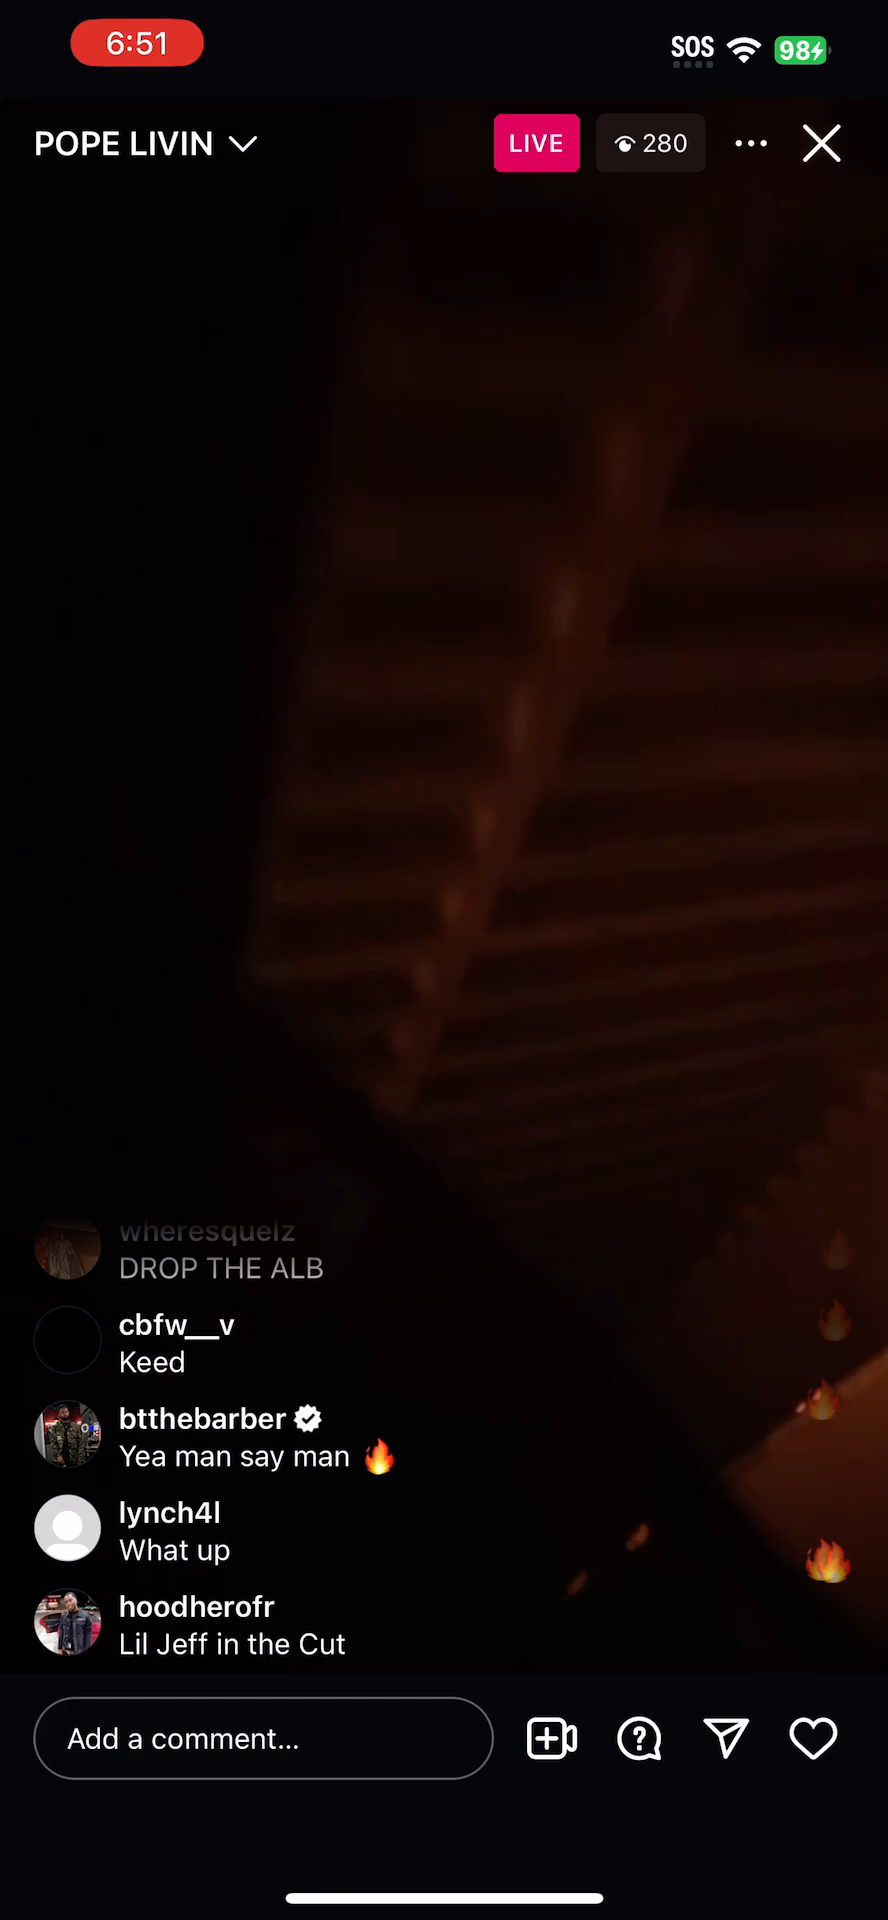 6:51
SOS
98
POPE LIVIN
LIVE
280
wheresquelz
DROP THE ALB
cbfw__v
Keed
btthebarber
Yea man say man 🔥
lynch4l
What up
hoodherofr
Lil Jeff in the Cut
Add a comment...